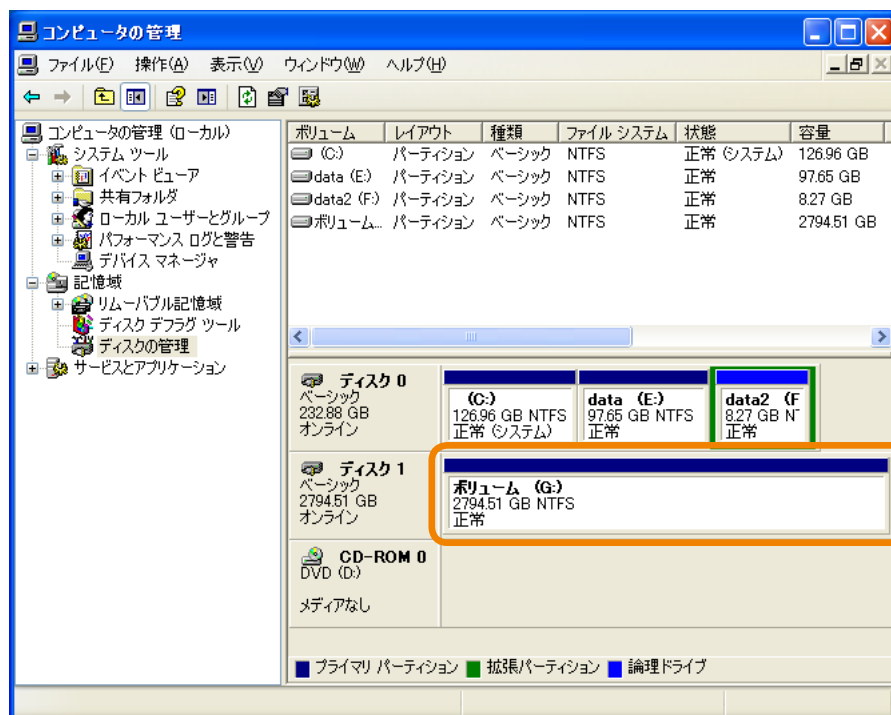 コンピュータの管理
ファイル(F) 操作(A) 表示(V) ウィンドウ(W) ヘルプ(H)
コンピュータの管理 (ローカル)
システム ツール
イベント ビューア
共有フォルダ
ローカル ユーザーとグループ
パフォーマンス ログと警告
デバイス マネージャ
記憶域
リムーバブル記憶域
ディスク デフラグ ツール
ディスクの管理
サービスとアプリケーション
ボリューム レイアウト 種類 ファイル システム 状態 容量
(C:) パーティション ベーシック NTFS 正常 (システム) 126.96 GB
data (E:) パーティション ベーシック NTFS 正常 97.65 GB
data2 (F:) パーティション ベーシック NTFS 正常 8.27 GB
ボリューム... パーティション ベーシック NTFS 正常 2794.51 GB
ディスク 0
ベーシック
232.88 GB
オンライン
(C:)
126.96 GB NTFS
正常 (システム)
data (E:)
97.65 GB NTFS
正常
data2 (F
8.27 GB N
正常
ディスク 1
ベーシック
2794.51 GB
オンライン
ボリューム (G:)
2794.51 GB NTFS
正常
CD-ROM 0
DVD (D:)
メディアなし
プライマリ パーティション 拡張パーティション 論理ドライブ